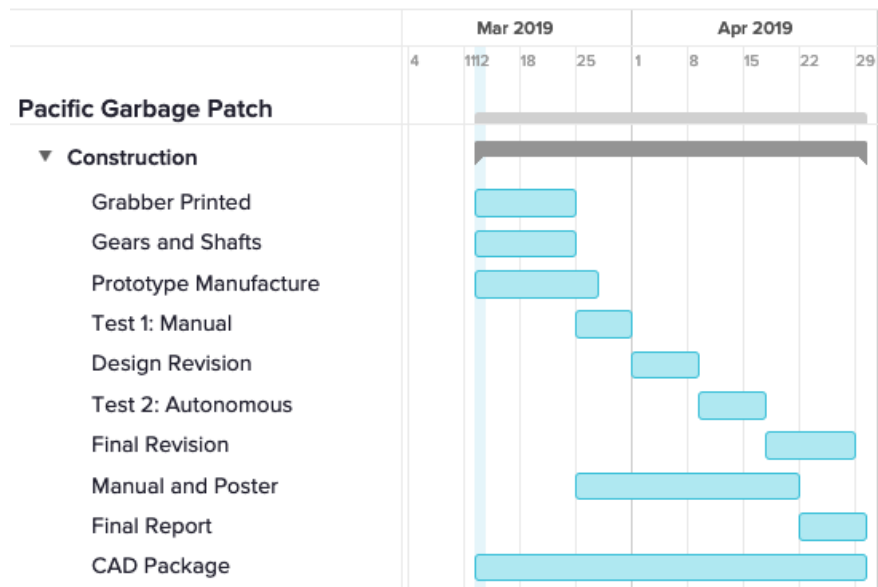 Mar 2019 Apr 2019
4 11 12 18 25 1 8 15 22 29
Pacific Garbage Patch
Construction
Grabber Printed
Gears and Shafts
Prototype Manufacture
Test 1: Manual
Design Revision
Test 2: Autonomous
Final Revision
Manual and Poster
Final Report
CAD Package